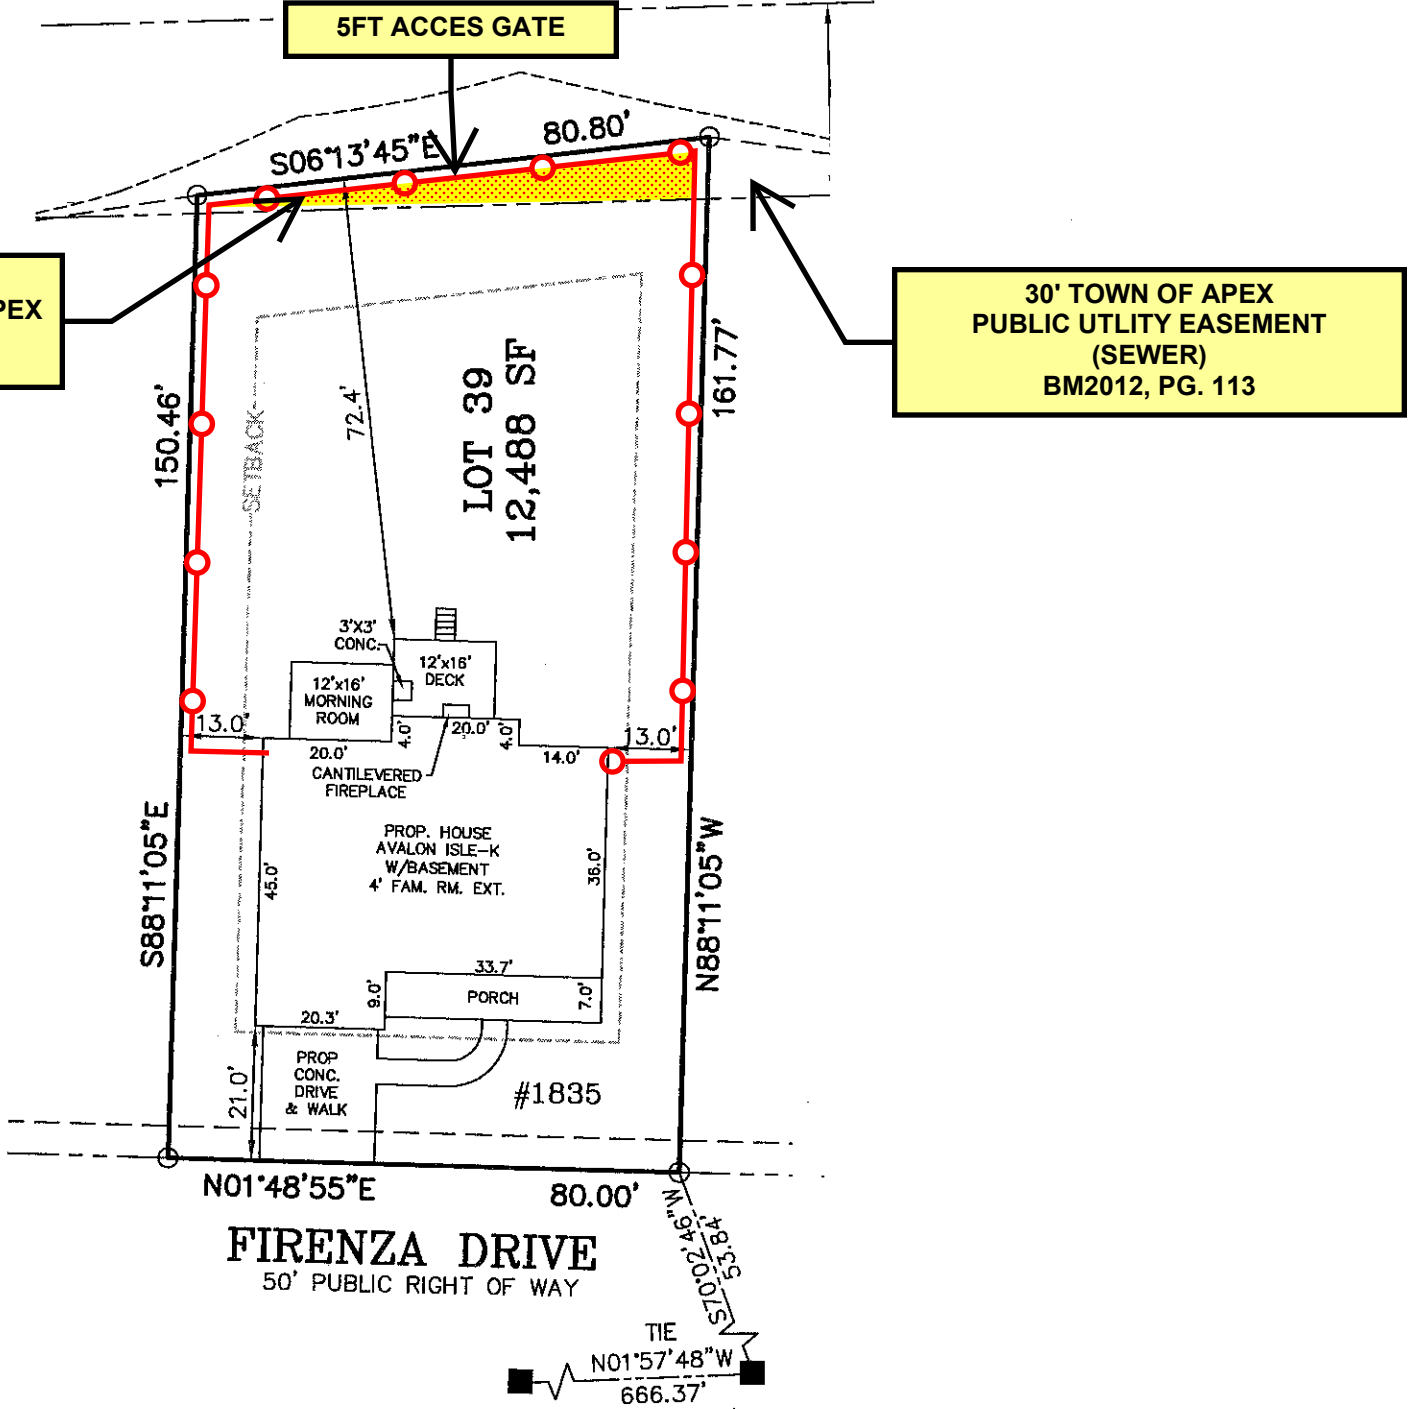 5FT ACCES GATE
S06°13'45"E
80.80'
APEX
30' TOWN OF APEX
PUBLIC UTLITY EASEMENT
(SEWER)
BM2012, PG. 113
150.46'
SETBACK
72.4'
LOT 39
12,488 SF
161.77'
3'X3'
CONC.
12'x16'
DECK
12'x16'
MORNING
ROOM
13.0'
20.0'
4.0'
20.0'
4.0'
14.0'
13.0'
CANTILEVERED
FIREPLACE
PROP. HOUSE
AVALON ISLE-K
W/BASEMENT
4' FAM. RM. EXT.
45.0'
36.0'
S88°11'05"E
N88°11'05"W
33.7'
9.0'
PORCH
7.0'
20.3'
PROP
CONC.
DRIVE
& WALK
21.0'
#1835
N01°48'55"E
80.00'
FIRENZA DRIVE
50' PUBLIC RIGHT OF WAY
S70°02'46"W
53.84'
TIE
N01°57'48"W
666.37'